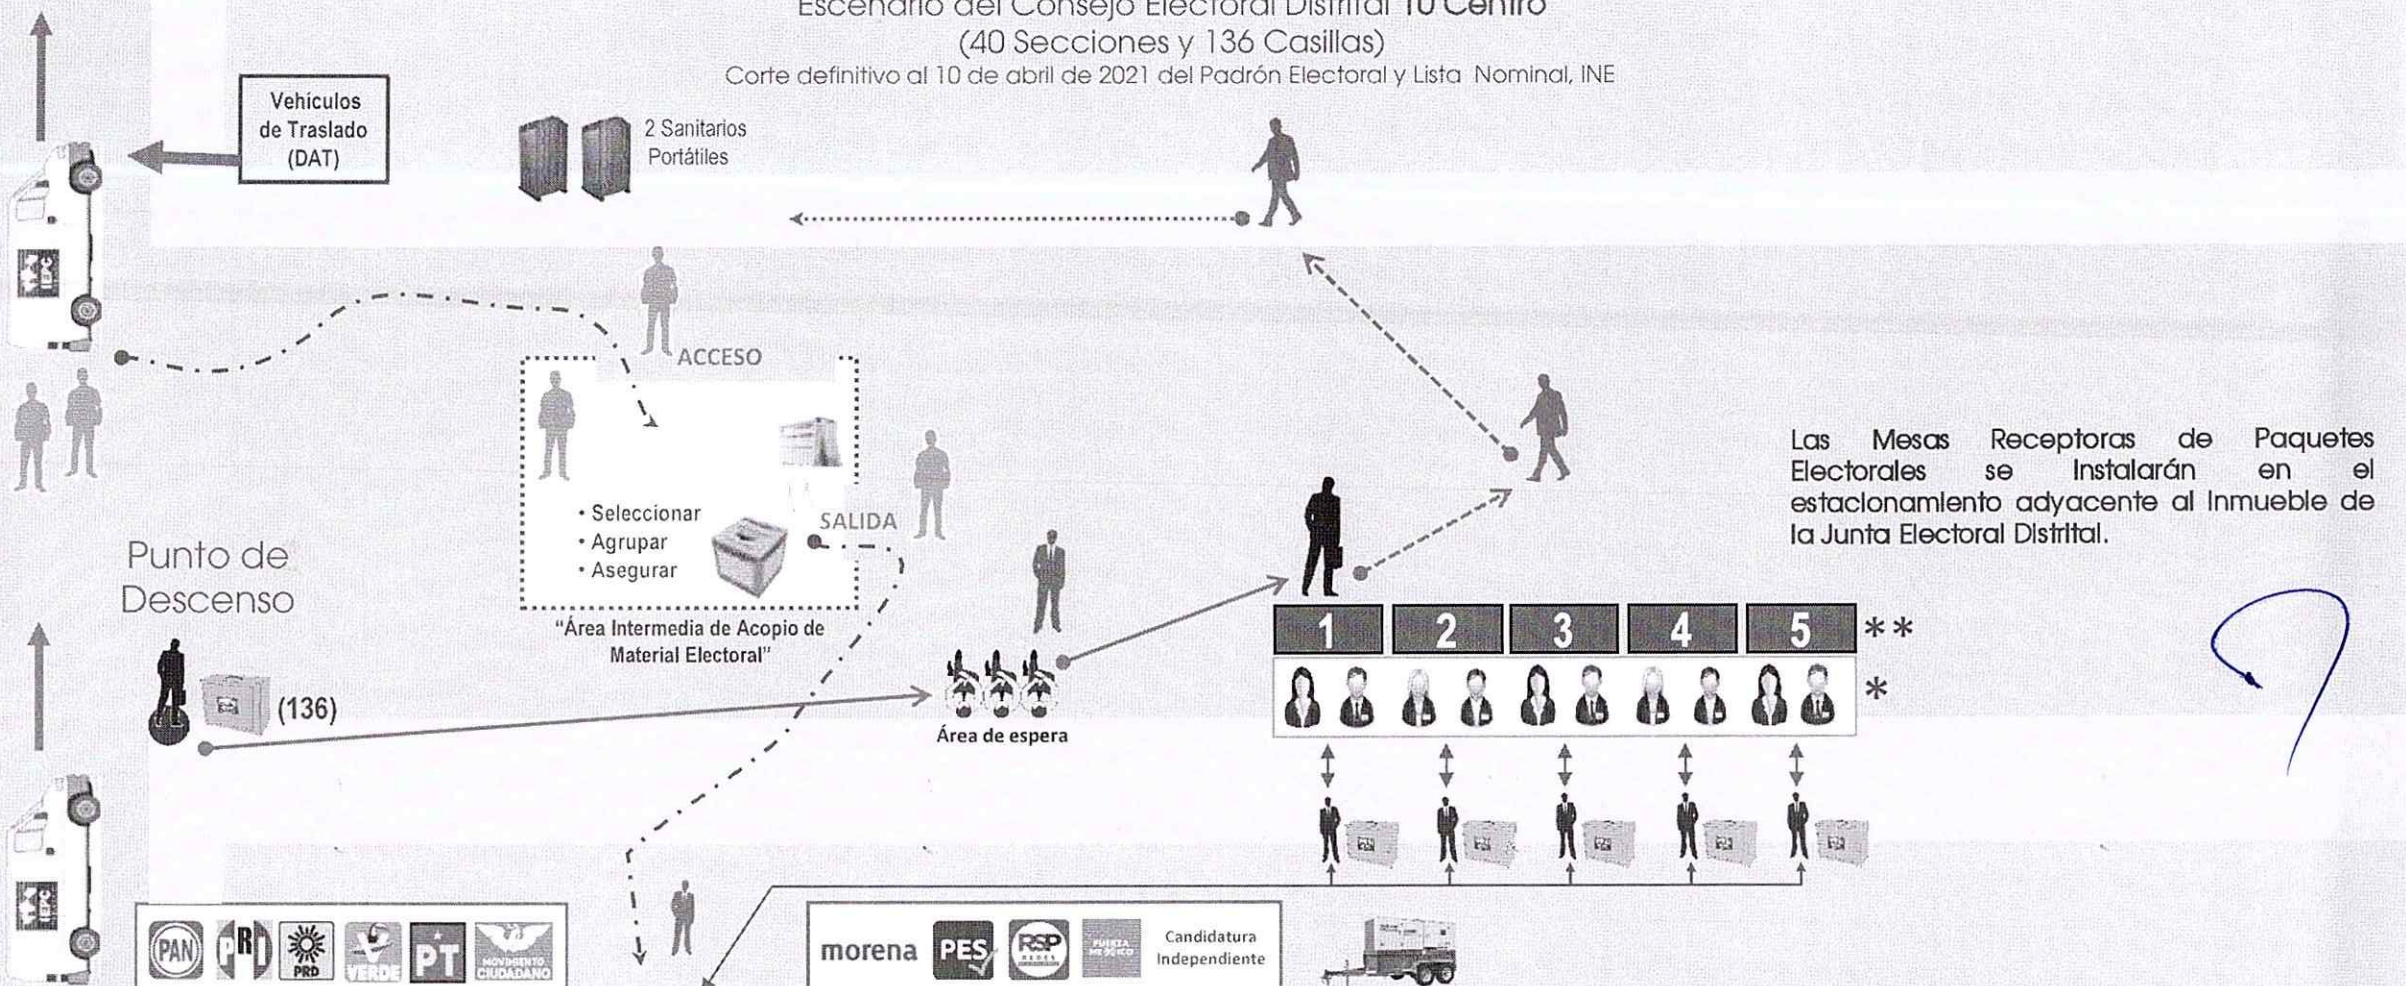 Escenario del Consejo Electoral Distrital 10 Centro
(40 Secciones y 136 Casillas)
Corte definitivo al 10 de abril de 2021 del Padrón Electoral y Lista Nominal, INE
Vehículos
de Traslado
(DAT)
2 Sanitarios
Portátiles
ACCESO
• Seleccionar
• Agrupar
• Asegurar
SALIDA
"Área Intermedia de Acopio de
Material Electoral"
Punto de
Descenso
(136)
Área de espera
Las Mesas Receptoras de Paquetes
Electorales se Instalarán en el
estacionamiento adyacente al Inmueble de
la Junta Electoral Distrital.
1 2 3 4 5 **
*
PAN PRI PRD VERDE PT MOVIMIENTO CIUDADANO
morena PES RSP FUERZA MÉXICO
Candidatura
Independiente